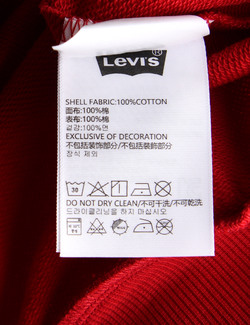 LEVI'S
SHELL FABRIC:100%COTTON
面布:100%棉
表布:100%棉
겉감:100%면
EXCLUSIVE OF DECORATION
不包括装饰部分/不包括裝飾部分
장식 제외
30
DO NOT DRY CLEAN/不可干洗/不可乾洗
드라이클리닝을 하지 마십시오